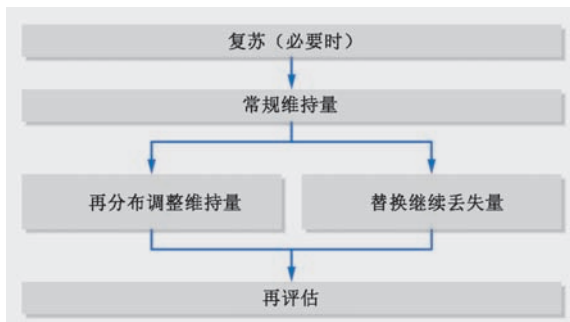 复苏（必要时）
常规维持量
再分布调整维持量
替换继续丢失量
再评估